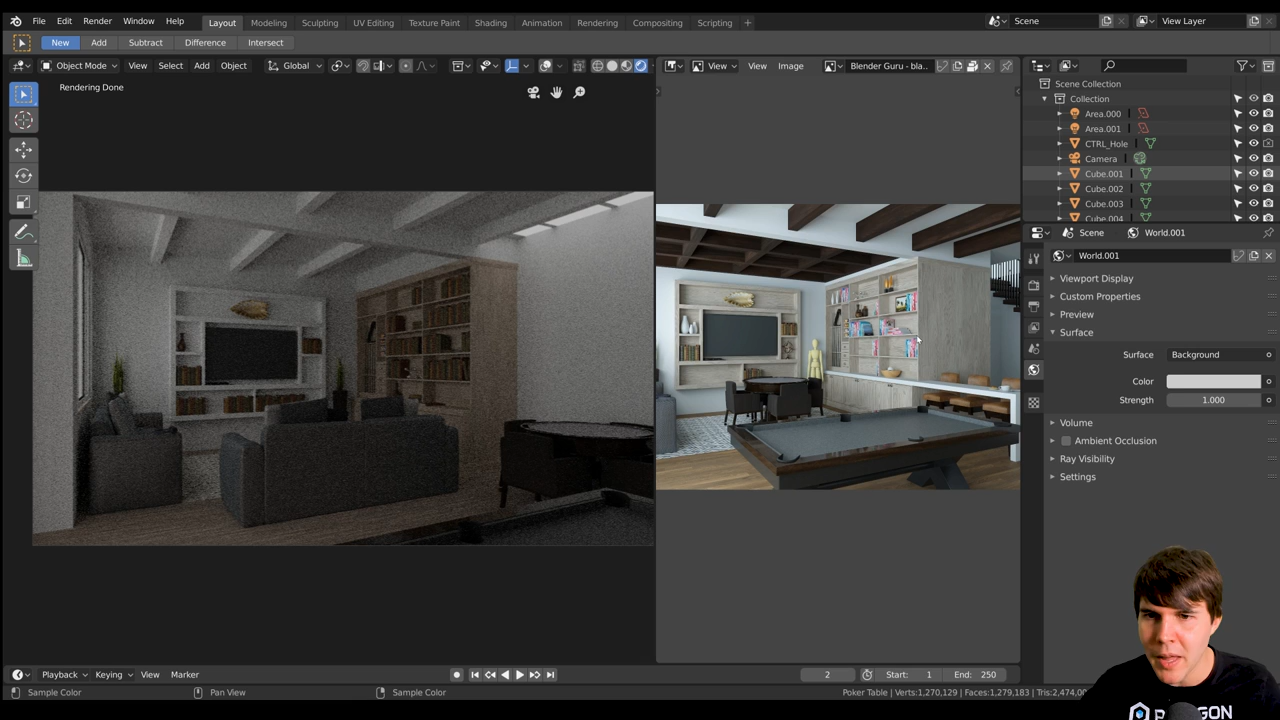 File Edit Render Window Help Layout Modeling Sculpting UV Editing Texture Paint Shading Animation Rendering Compositing Scripting + Scene View Layer
New Add Subtract Difference Intersect
Object Mode View Select Add Object Global View View Image Blender Guru - bla..
Rendering Done
Scene Collection
Collection
Area.000
Area.001
CTRL_Hole
Camera
Cube.001
Cube.002
Cube.003
Cube.004
Scene World.001
World.001
Viewport Display
Custom Properties
Preview
Surface
Surface Background
Color
Strength 1.000
Volume
Ambient Occlusion
Ray Visibility
Settings
Playback Keying View Marker 2 Start: 1 End: 250
Sample Color Pan View Sample Color Poker Table | Verts:1,270,129 | Faces:1,279,183 | Tris:2,474,00